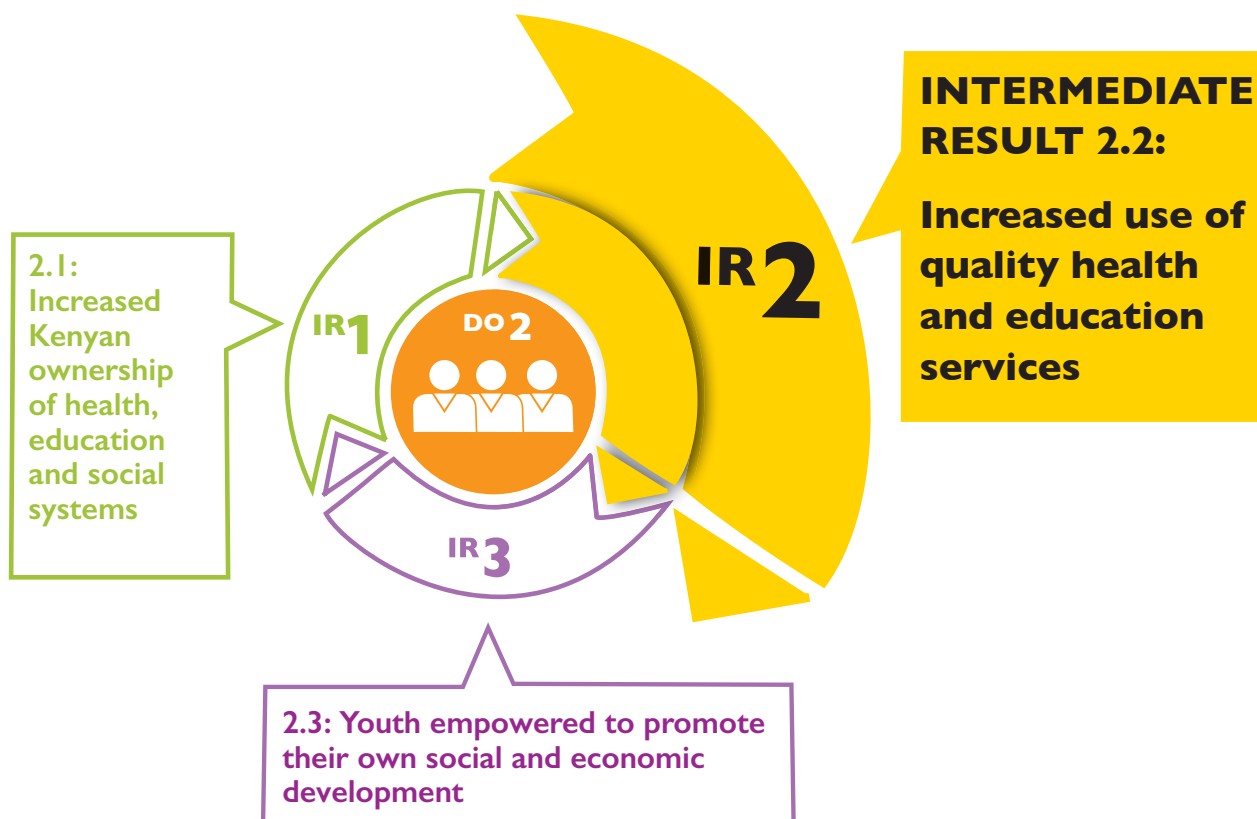 INTERMEDIATE
RESULT 2.2:
Increased use of
quality health
and education
services
IR2
2.1:
Increased
Kenyan
ownership
of health,
education
and social
systems
IR1
DO 2
IR3
2.3: Youth empowered to promote
their own social and economic
development